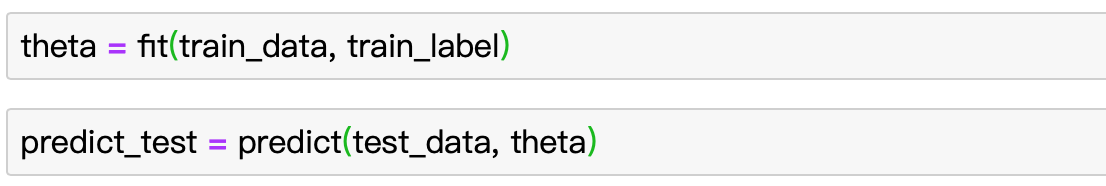 theta = fit(train_data, train_label)
predict_test = predict(test_data, theta)